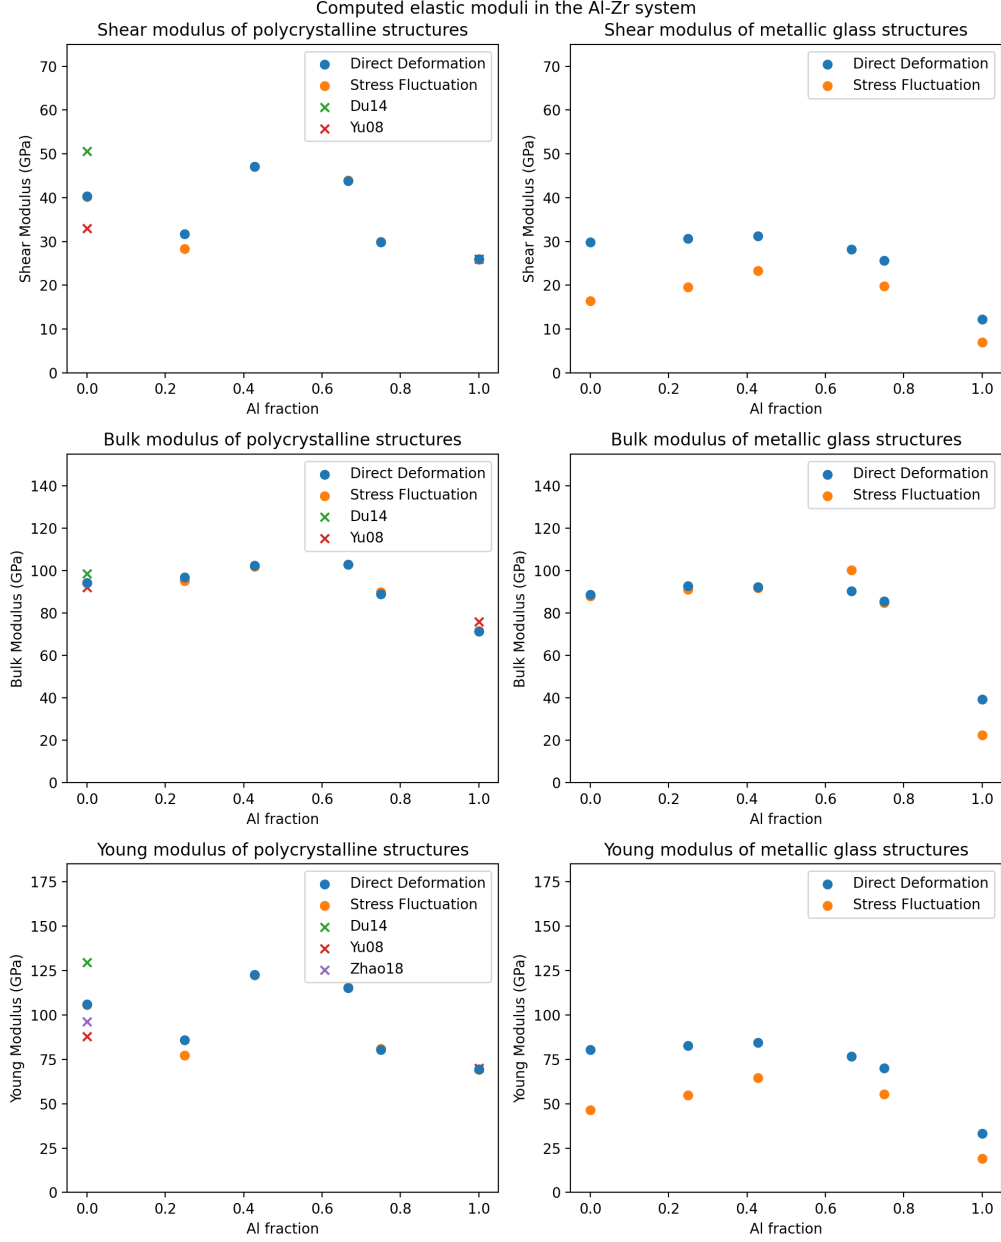 Computed elastic moduli in the Al-Zr system
Shear modulus of polycrystalline structures
Direct Deformation
Stress Fluctuation
Du14
Yu08
Shear Modulus (GPa)
70
60
50
40
30
20
10
0
0.0 0.2 0.4 0.6 0.8 1.0
Al fraction
Shear modulus of metallic glass structures
Direct Deformation
Stress Fluctuation
Shear Modulus (GPa)
70
60
50
40
30
20
10
0
0.0 0.2 0.4 0.6 0.8 1.0
Al fraction
Bulk modulus of polycrystalline structures
Direct Deformation
Stress Fluctuation
Du14
Yu08
Bulk Modulus (GPa)
140
120
100
80
60
40
20
0
0.0 0.2 0.4 0.6 0.8 1.0
Al fraction
Bulk modulus of metallic glass structures
Direct Deformation
Stress Fluctuation
Bulk Modulus (GPa)
140
120
100
80
60
40
20
0
0.0 0.2 0.4 0.6 0.8 1.0
Al fraction
Young modulus of polycrystalline structures
Direct Deformation
Stress Fluctuation
Du14
Yu08
Zhao18
Young Modulus (GPa)
175
150
125
100
75
50
25
0
0.0 0.2 0.4 0.6 0.8 1.0
Al fraction
Young modulus of metallic glass structures
Direct Deformation
Stress Fluctuation
Young Modulus (GPa)
175
150
125
100
75
50
25
0
0.0 0.2 0.4 0.6 0.8 1.0
Al fraction